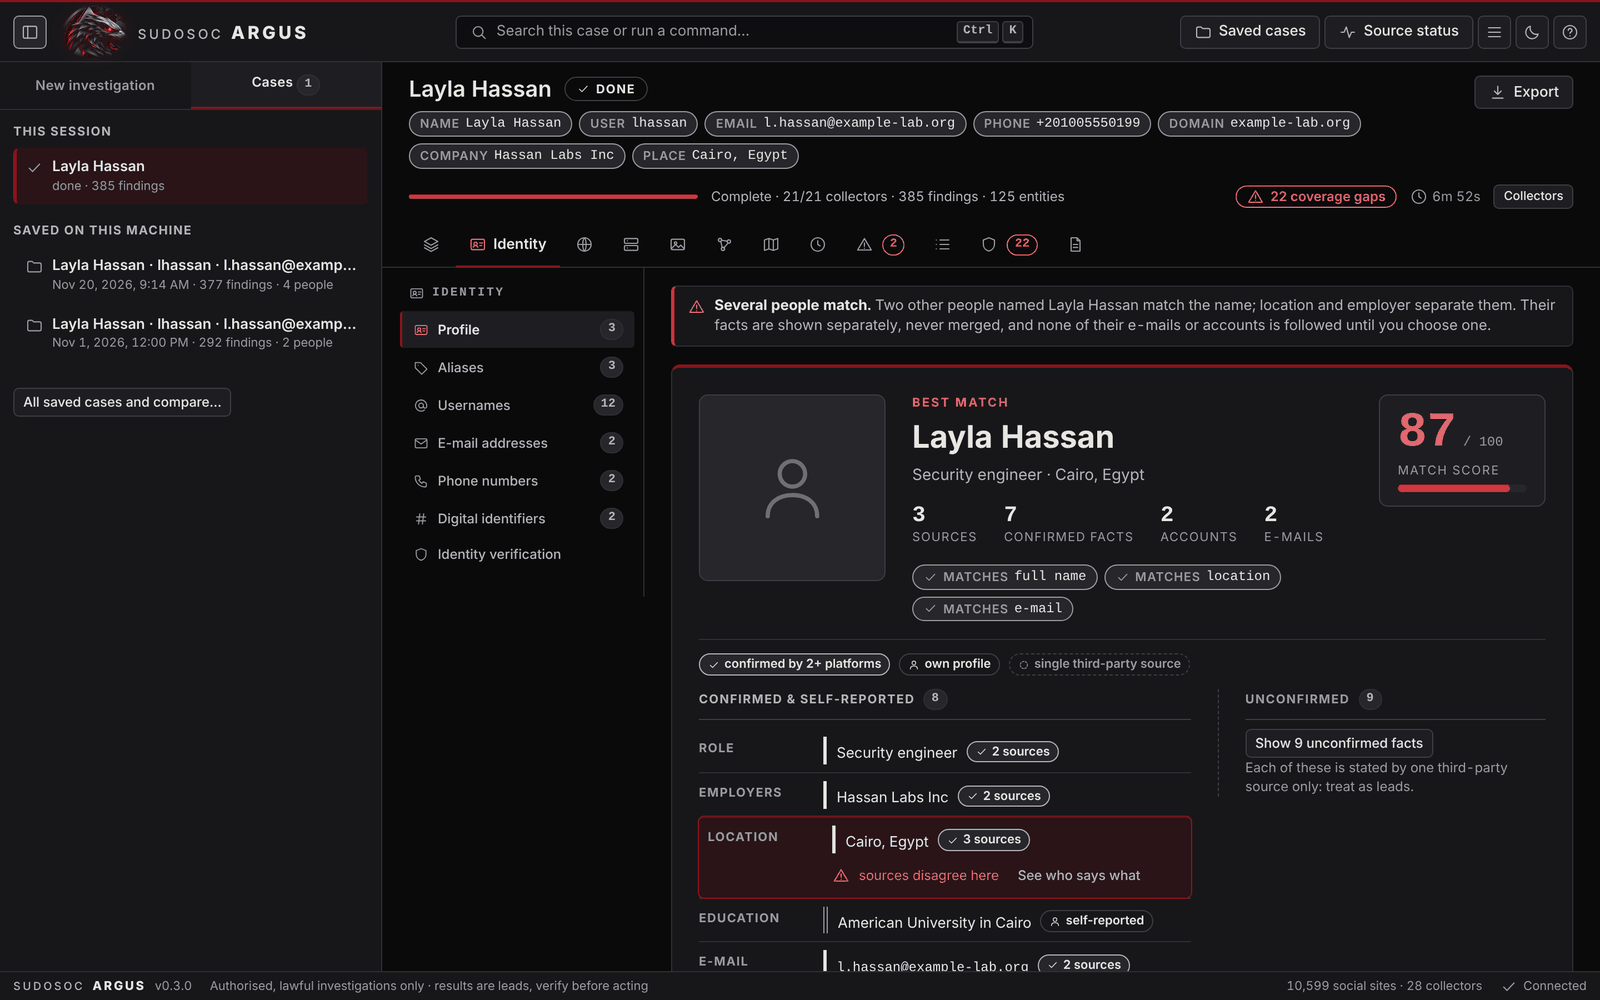 SUDOSOC ARGUS
Search this case or run a command...
Ctrl K
Saved cases
Source status
New investigation
Cases 1
THIS SESSION
Layla Hassan
done · 385 findings
SAVED ON THIS MACHINE
Layla Hassan · lhassan · l.hassan@examp...
Nov 20, 2026, 9:14 AM · 377 findings · 4 people
Layla Hassan · lhassan · l.hassan@examp...
Nov 1, 2026, 12:00 PM · 292 findings · 2 people
All saved cases and compare...
Layla Hassan
DONE
Export
NAME Layla Hassan
USER lhassan
EMAIL l.hassan@example-lab.org
PHONE +201005550199
DOMAIN example-lab.org
COMPANY Hassan Labs Inc
PLACE Cairo, Egypt
Complete · 21/21 collectors · 385 findings · 125 entities
22 coverage gaps
6m 52s
Collectors
Identity
2
22
IDENTITY
Profile 3
Aliases 3
Usernames 12
E-mail addresses 2
Phone numbers 2
Digital identifiers 2
Identity verification
Several people match. Two other people named Layla Hassan match the name; location and employer separate them. Their
facts are shown separately, never merged, and none of their e-mails or accounts is followed until you choose one.
BEST MATCH
Layla Hassan
Security engineer · Cairo, Egypt
3 SOURCES
7 CONFIRMED FACTS
2 ACCOUNTS
2 E-MAILS
MATCHES full name
MATCHES location
MATCHES e-mail
87 / 100
MATCH SCORE
confirmed by 2+ platforms
own profile
single third-party source
CONFIRMED & SELF-REPORTED 8
ROLE
Security engineer 2 sources
EMPLOYERS
Hassan Labs Inc 2 sources
LOCATION
Cairo, Egypt 3 sources
sources disagree here
See who says what
EDUCATION
American University in Cairo self-reported
E-MAIL
l.hassan@example-lab.org 2 sources
UNCONFIRMED 9
Show 9 unconfirmed facts
Each of these is stated by one third-party
source only: treat as leads.
SUDOSOC ARGUS v0.3.0
Authorised, lawful investigations only · results are leads, verify before acting
10,599 social sites · 28 collectors
Connected